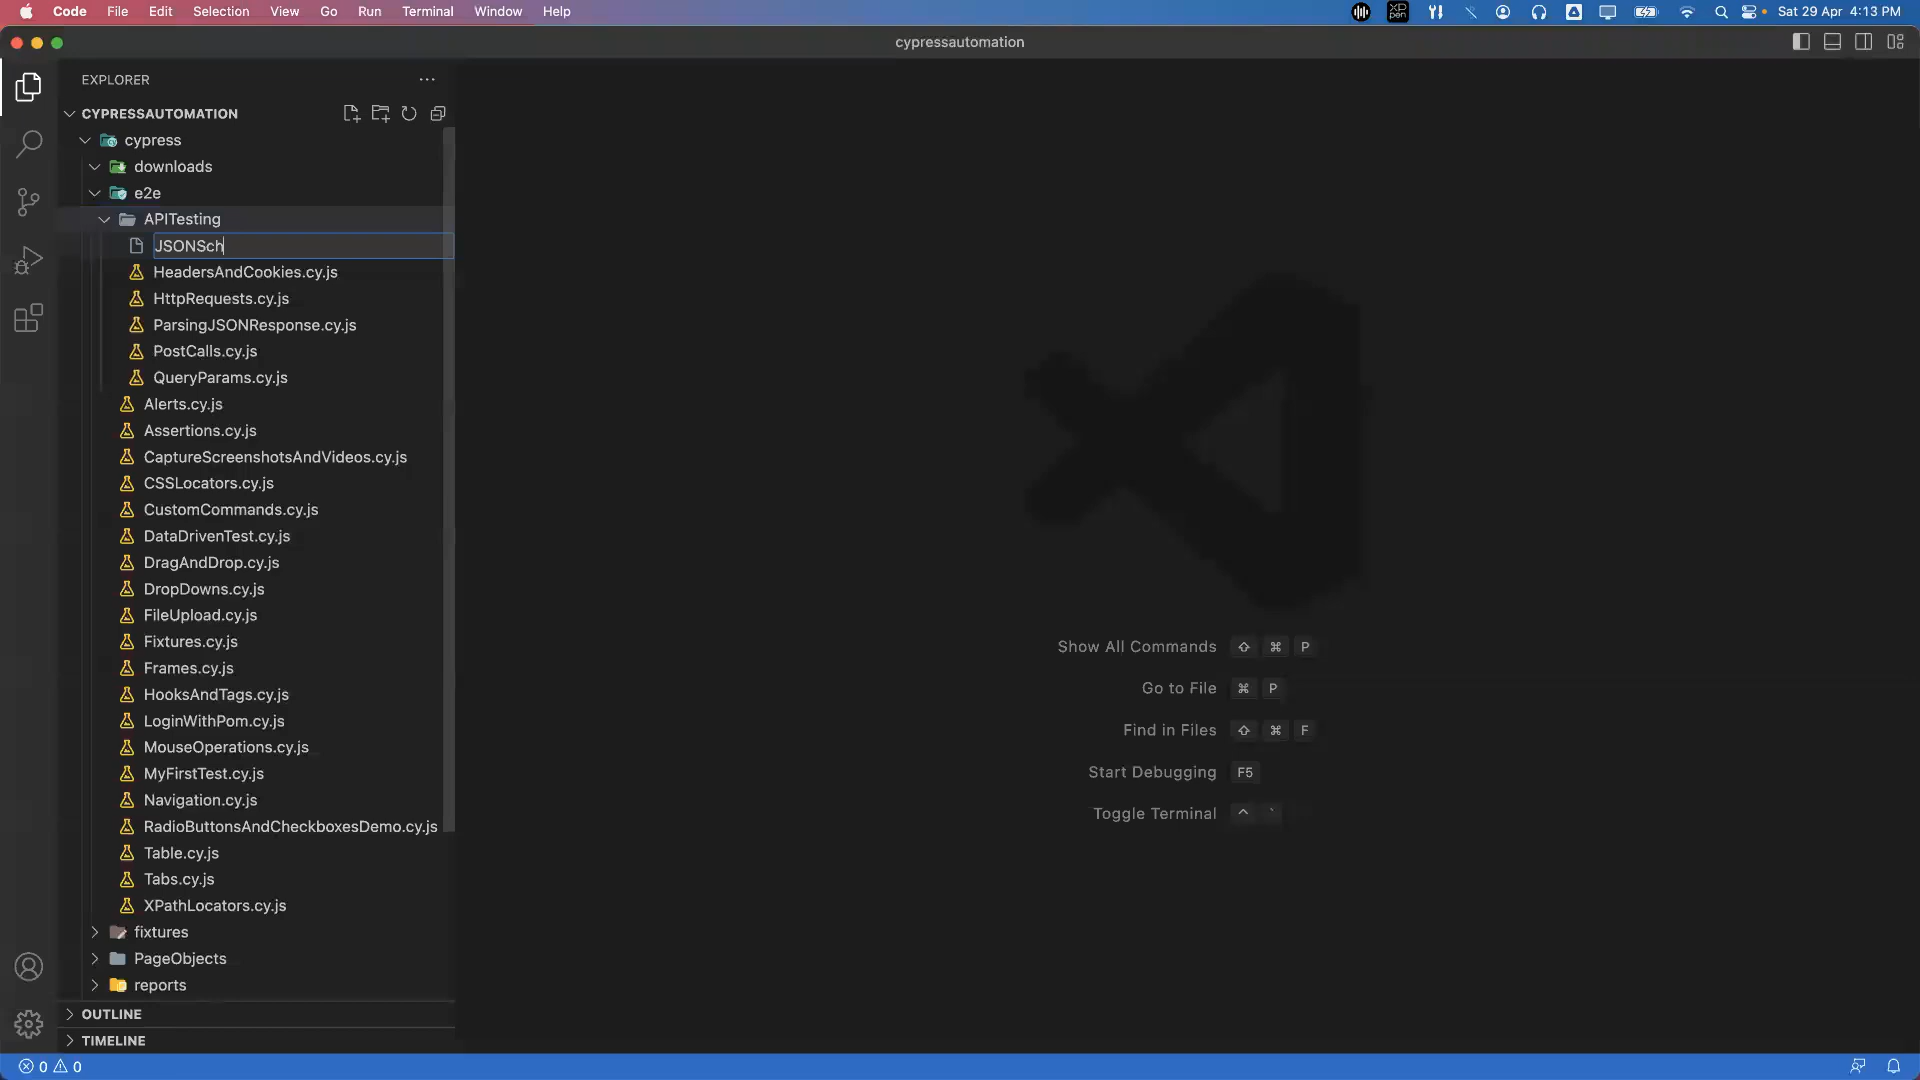 Code File Edit Selection View Go Run Terminal Window Help XP pen Sat 29 Apr 4:13 PM
cypressautomation
EXPLORER
CYPRESSAUTOMATION
cypress
downloads
e2e
APITesting
JSONSch
HeadersAndCookies.cy.js
HttpRequests.cy.js
ParsingJSONResponse.cy.js
PostCalls.cy.js
QueryParams.cy.js
Alerts.cy.js
Assertions.cy.js
CaptureScreenshotsAndVideos.cy.js
CSSLocators.cy.js
CustomCommands.cy.js
DataDrivenTest.cy.js
DragAndDrop.cy.js
DropDowns.cy.js
FileUpload.cy.js
Fixtures.cy.js
Frames.cy.js
HooksAndTags.cy.js
LoginWithPom.cy.js
MouseOperations.cy.js
MyFirstTest.cy.js
Navigation.cy.js
RadioButtonsAndCheckboxesDemo.cy.js
Table.cy.js
Tabs.cy.js
XPathLocators.cy.js
fixtures
PageObjects
reports
OUTLINE
TIMELINE
0 0
Show All Commands ⇧ ⌘ P
Go to File ⌘ P
Find in Files ⇧ ⌘ F
Start Debugging F5
Toggle Terminal ^ `